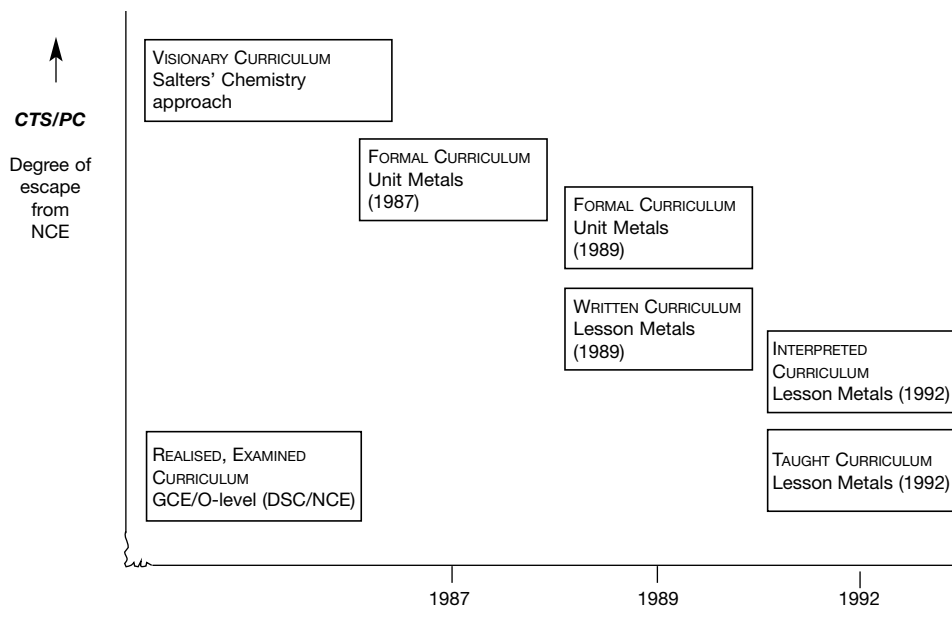 VISIONARY CURRICULUM
Salters' Chemistry
approach
CTS/PC
Degree of
escape
from
NCE
FORMAL CURRICULUM
Unit Metals
(1987)
FORMAL CURRICULUM
Unit Metals
(1989)
WRITTEN CURRICULUM
Lesson Metals
(1989)
INTERPRETED
CURRICULUM
Lesson Metals (1992)
REALISED, EXAMINED
CURRICULUM
GCE/O-level (DSC/NCE)
TAUGHT CURRICULUM
Lesson Metals (1992)
1987
1989
1992